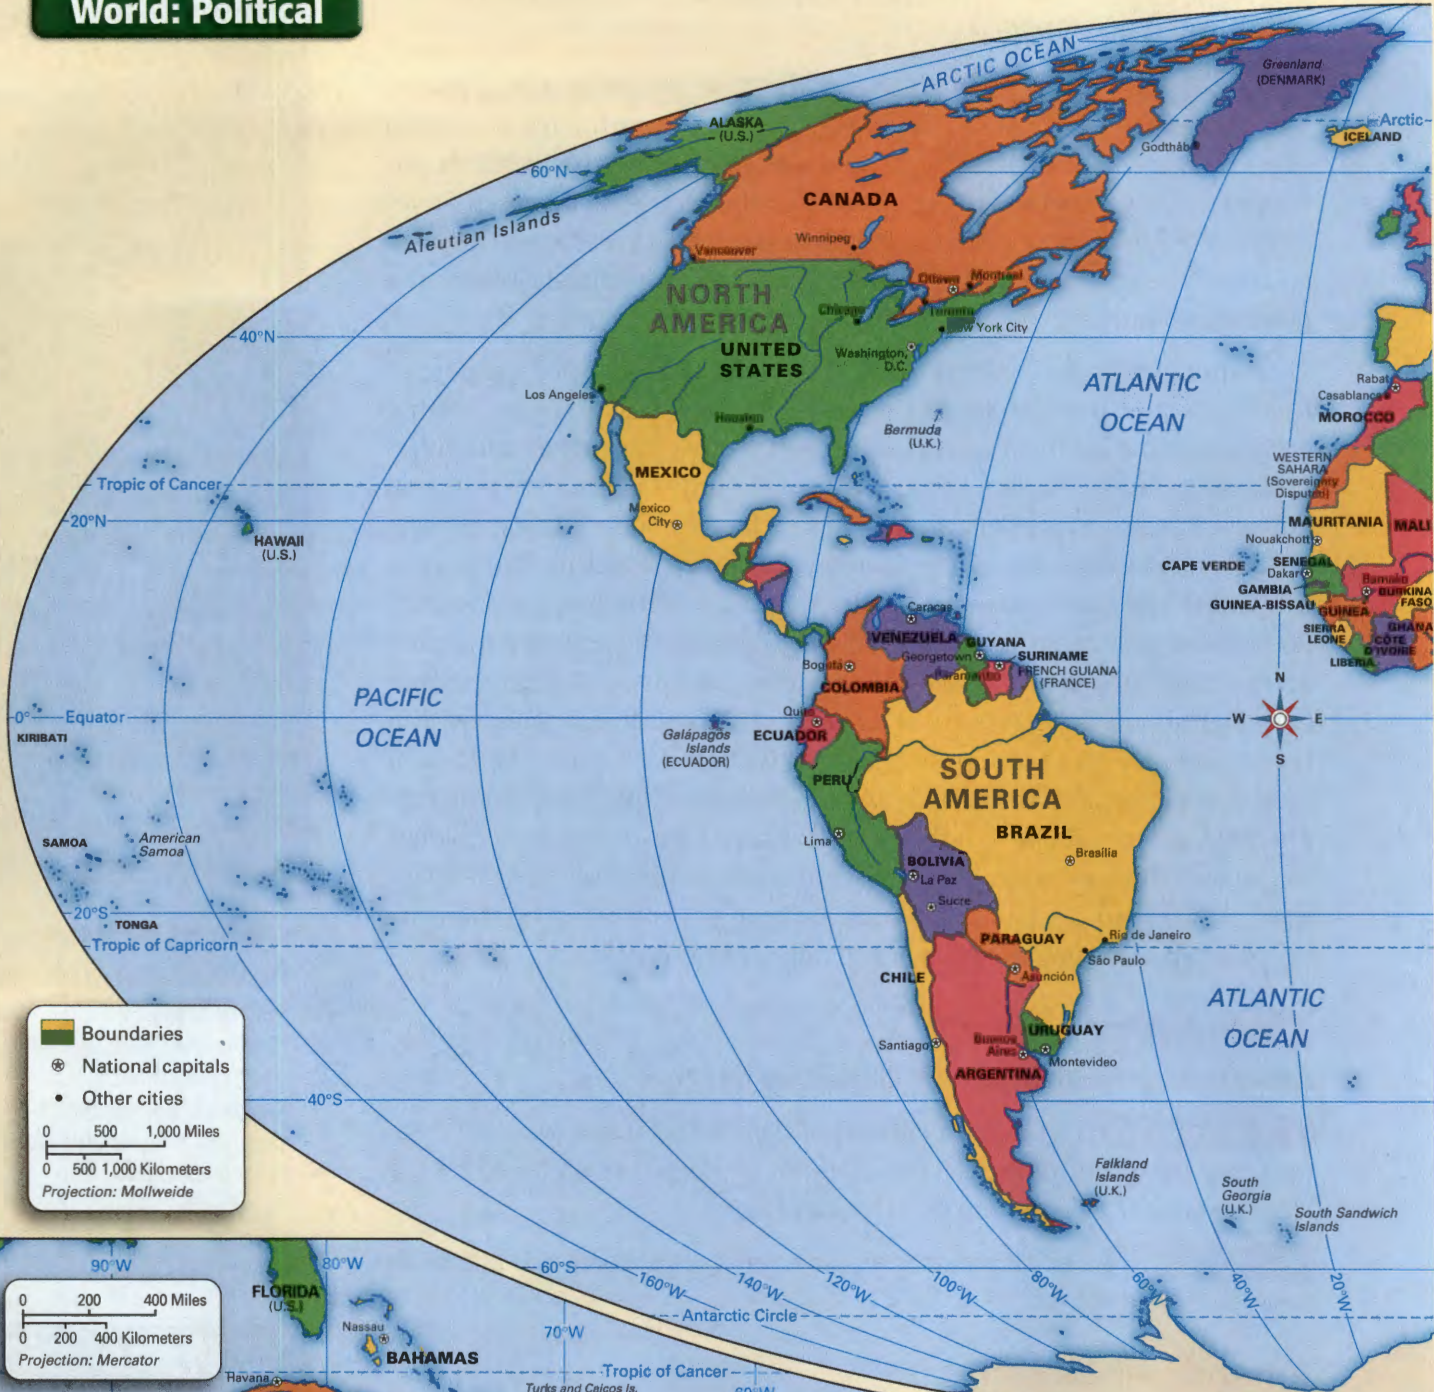 World: Political
ARCTIC OCEAN
Greenland
(DENMARK)
ALASKA
(U.S.)
Arctic
ICELAND
Godthåb
60°N
CANADA
Aleutian Islands
Winnipeg
Vancouver
Ottawa
Montréal
NORTH
AMERICA
Chicago
Toronto
New York City
40°N
UNITED
STATES
Washington,
D.C.
ATLANTIC
OCEAN
Rabat
Casablanca
MOROCCO
Los Angeles
Houston
Bermuda
(U.K.)
WESTERN
SAHARA
(Sovereignty
Disputed)
MEXICO
Tropic of Cancer
Mexico
City
20°N
HAWAII
(U.S.)
MAURITANIA
MALI
Nouakchott
CAPE VERDE
SENEGAL
Dakar
GAMBIA
Bamako
BURKINA
FASO
GUINEA-BISSAU
GUINEA
SIERRA
LEONE
GHANA
CÔTE
D'IVOIRE
LIBERIA
Caracas
VENEZUELA
GUYANA
Georgetown
SURINAME
Paramaribo
FRENCH GUIANA
(FRANCE)
Bogotá
COLOMBIA
N
W
E
S
PACIFIC
OCEAN
0°
Equator
KIRIBATI
Quito
ECUADOR
Galápagos
Islands
(ECUADOR)
PERU
SOUTH
AMERICA
BRAZIL
Lima
SAMOA
American
Samoa
BOLIVIA
La Paz
Brasília
Sucre
20°S
TONGA
Tropic of Capricorn
PARAGUAY
Rio de Janeiro
São Paulo
Asunción
CHILE
ATLANTIC
OCEAN
URUGUAY
Santiago
Buenos
Aires
Montevideo
ARGENTINA
40°S
Boundaries
National capitals
Other cities
0 500 1,000 Miles
0 500 1,000 Kilometers
Projection: Mollweide
Falkland
Islands
(U.K.)
South
Georgia
(U.K.)
South Sandwich
Islands
60°S
160°W
140°W
120°W
100°W
80°W
60°W
40°W
20°W
Antarctic Circle
90°W
80°W
FLORIDA
(U.S.)
0 200 400 Miles
0 200 400 Kilometers
Projection: Mercator
Nassau
BAHAMAS
70°W
Tropic of Cancer
Havana
Turks and Caicos Is.
60°W